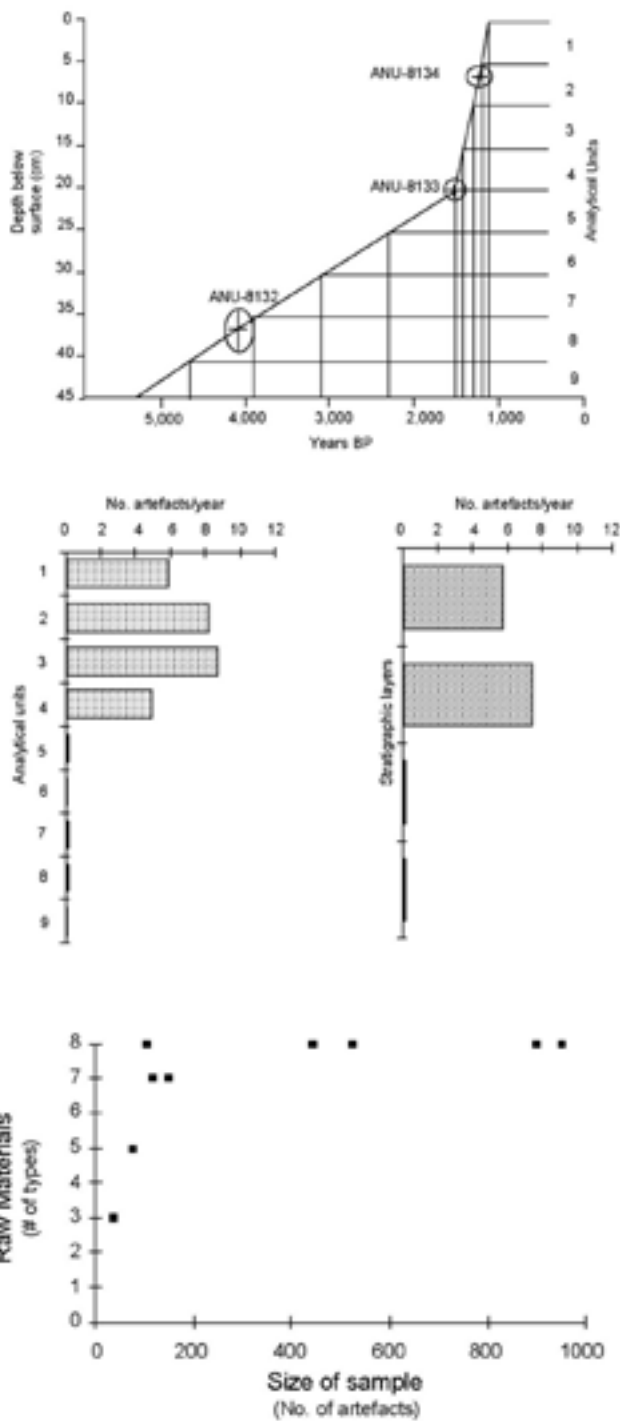 0
5
10
15
20
25
30
35
40
45
Depth below
surface (cm)
ANU-8134
ANU-8133
ANU-8132
1
2
3
4
5
6
7
8
9
Analytical Units
5,000
4,000
3,000
2,000
1,000
0
Years BP
No. artefacts/year
0 2 4 6 8 10 12
1
2
3
4
5
6
7
8
9
Analytical units
No. artefacts/year
0 2 4 6 8 10 12
Stratigraphic layers
8
7
6
5
4
3
2
1
0
Raw Materials
(# of types)
0 200 400 600 800 1000
Size of sample
(No. of artefacts)